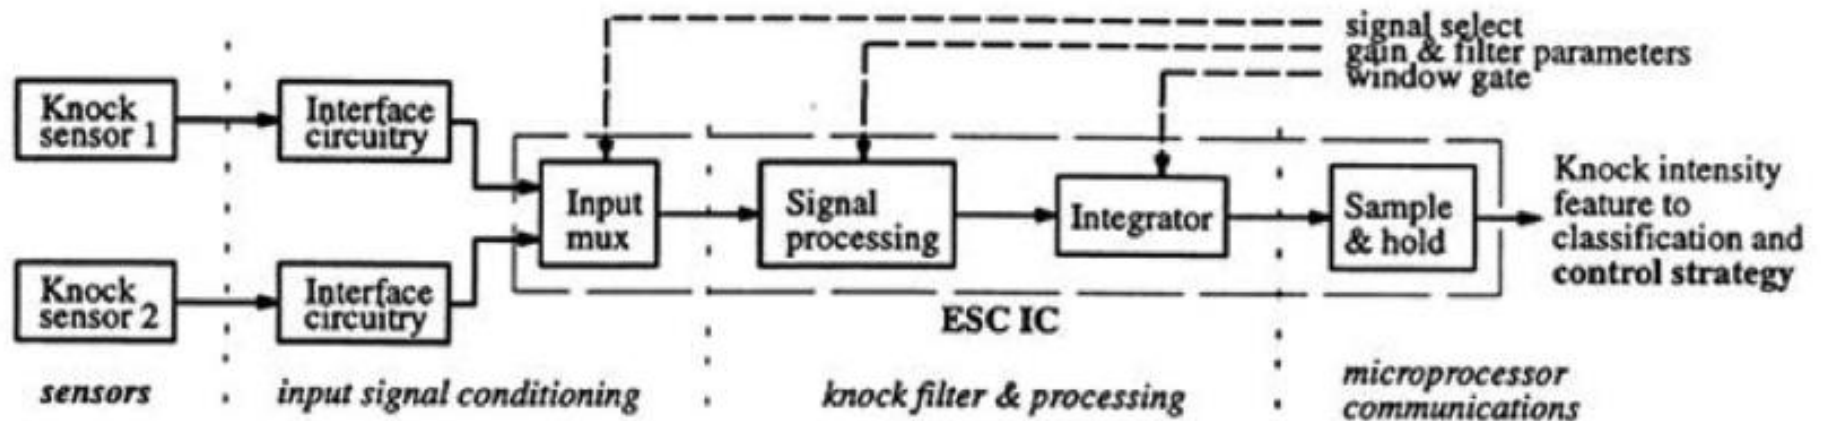 signal select
gain & filter parameters
window gate
Knock
sensor 1
Interface
circuitry
Input
mux
Signal
processing
Integrator
Sample
& hold
Knock intensity
feature to
classification and
control strategy
Knock
sensor 2
Interface
circuitry
ESC IC
sensors
input signal conditioning
knock filter & processing
microprocessor
communications